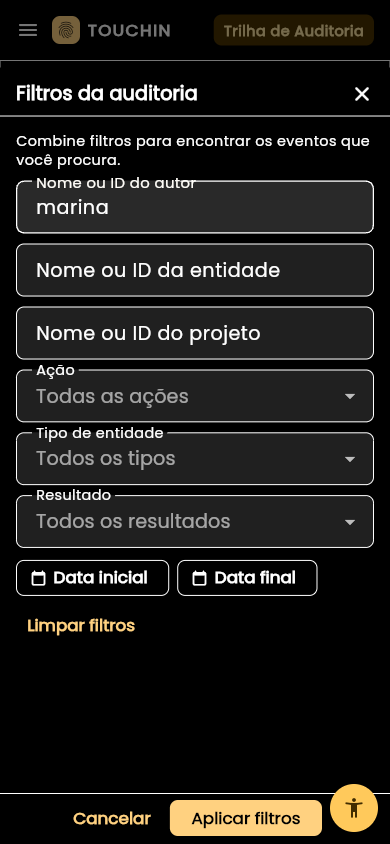 TOUCHIN
Trilha de Auditoria
Filtros da auditoria
Combine filtros para encontrar os eventos que
você procura.
Nome ou ID do autor
marina
Nome ou ID da entidade
Nome ou ID do projeto
Ação
Todas as ações
Tipo de entidade
Todos os tipos
Resultado
Todos os resultados
Data inicial
Data final
Limpar filtros
Cancelar
Aplicar filtros